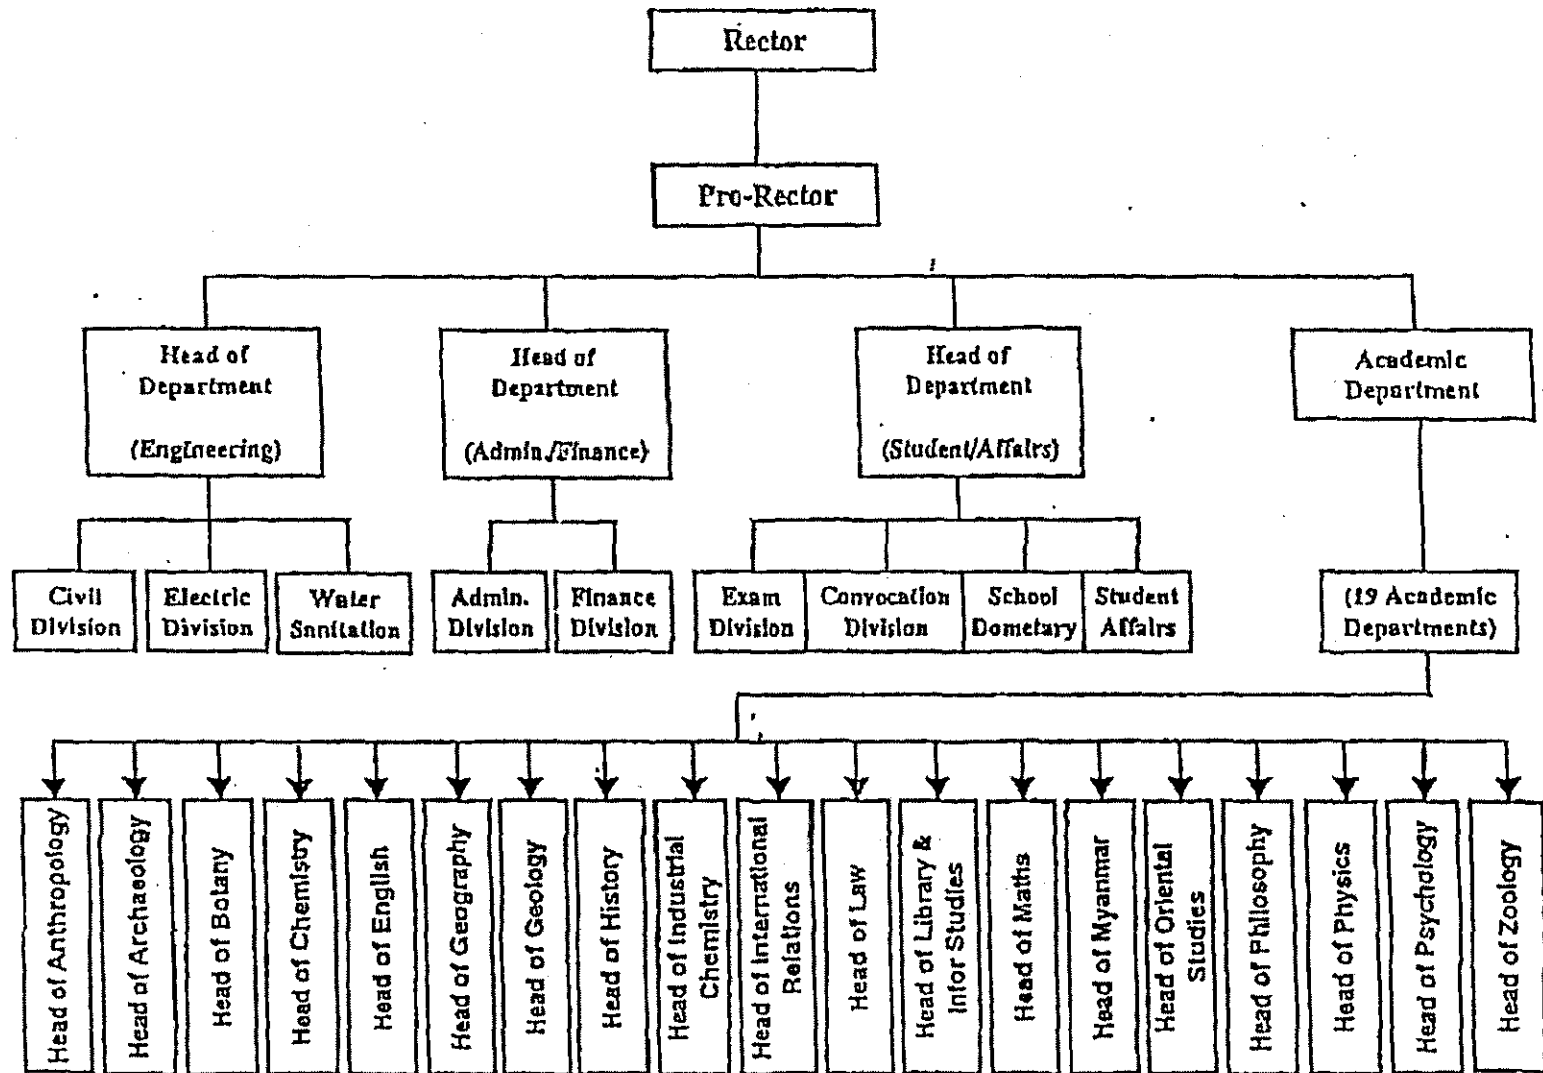 Rector
Pro-Rector
Head of
Department
(Engineering)
Head of
Department
(Admin./Finance)
Head of
Department
(Student/Affairs)
Academic
Department
Civil
Division
Electric
Division
Water
Sanitation
Admin.
Division
Finance
Division
Exam
Division
Convocation
Division
School
Dometary
Student
Affairs
(19 Academic
Departments)
Head of Anthropology
Head of Archaeology
Head of Botany
Head of Chemistry
Head of English
Head of Geography
Head of Geology
Head of History
Head of Industrial
Chemistry
Head of International
Relations
Head of Law
Head of Library &
Infor Studies
Head of Maths
Head of Myanmar
Head of Oriental
Studies
Head of Philosophy
Head of Physics
Head of Psychology
Head of Zoology